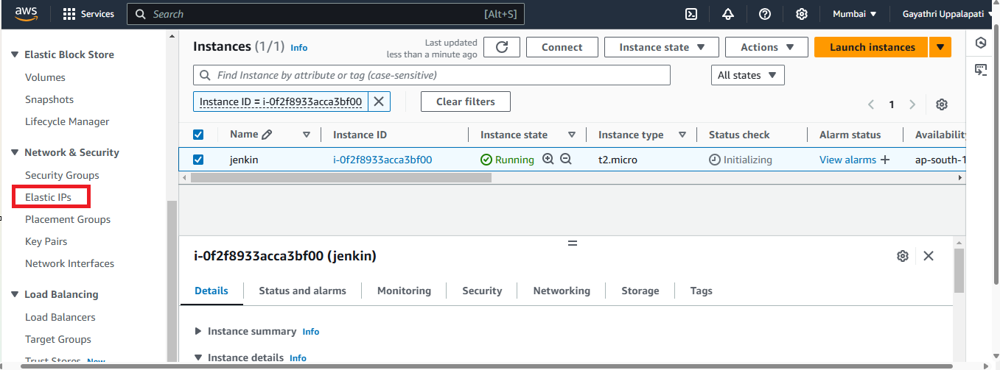 aws Services Search [Alt+S] Mumbai Gayathri Uppalapati
Elastic Block Store
Volumes
Snapshots
Lifecycle Manager
Network & Security
Security Groups
Elastic IPs
Placement Groups
Key Pairs
Network Interfaces
Load Balancing
Load Balancers
Target Groups
Trust Stores New
Instances (1/1) Info
Last updated
less than a minute ago
Connect Instance state Actions Launch instances
Find Instance by attribute or tag (case-sensitive) All states
Instance ID = i-0f2f8933acca3bf00 Clear filters
1
Name Instance ID Instance state Instance type Status check Alarm status Availability
jenkin i-0f2f8933acca3bf00 Running t2.micro Initializing View alarms + ap-south-1
i-0f2f8933acca3bf00 (jenkin)
Details Status and alarms Monitoring Security Networking Storage Tags
Instance summary Info
Instance details Info